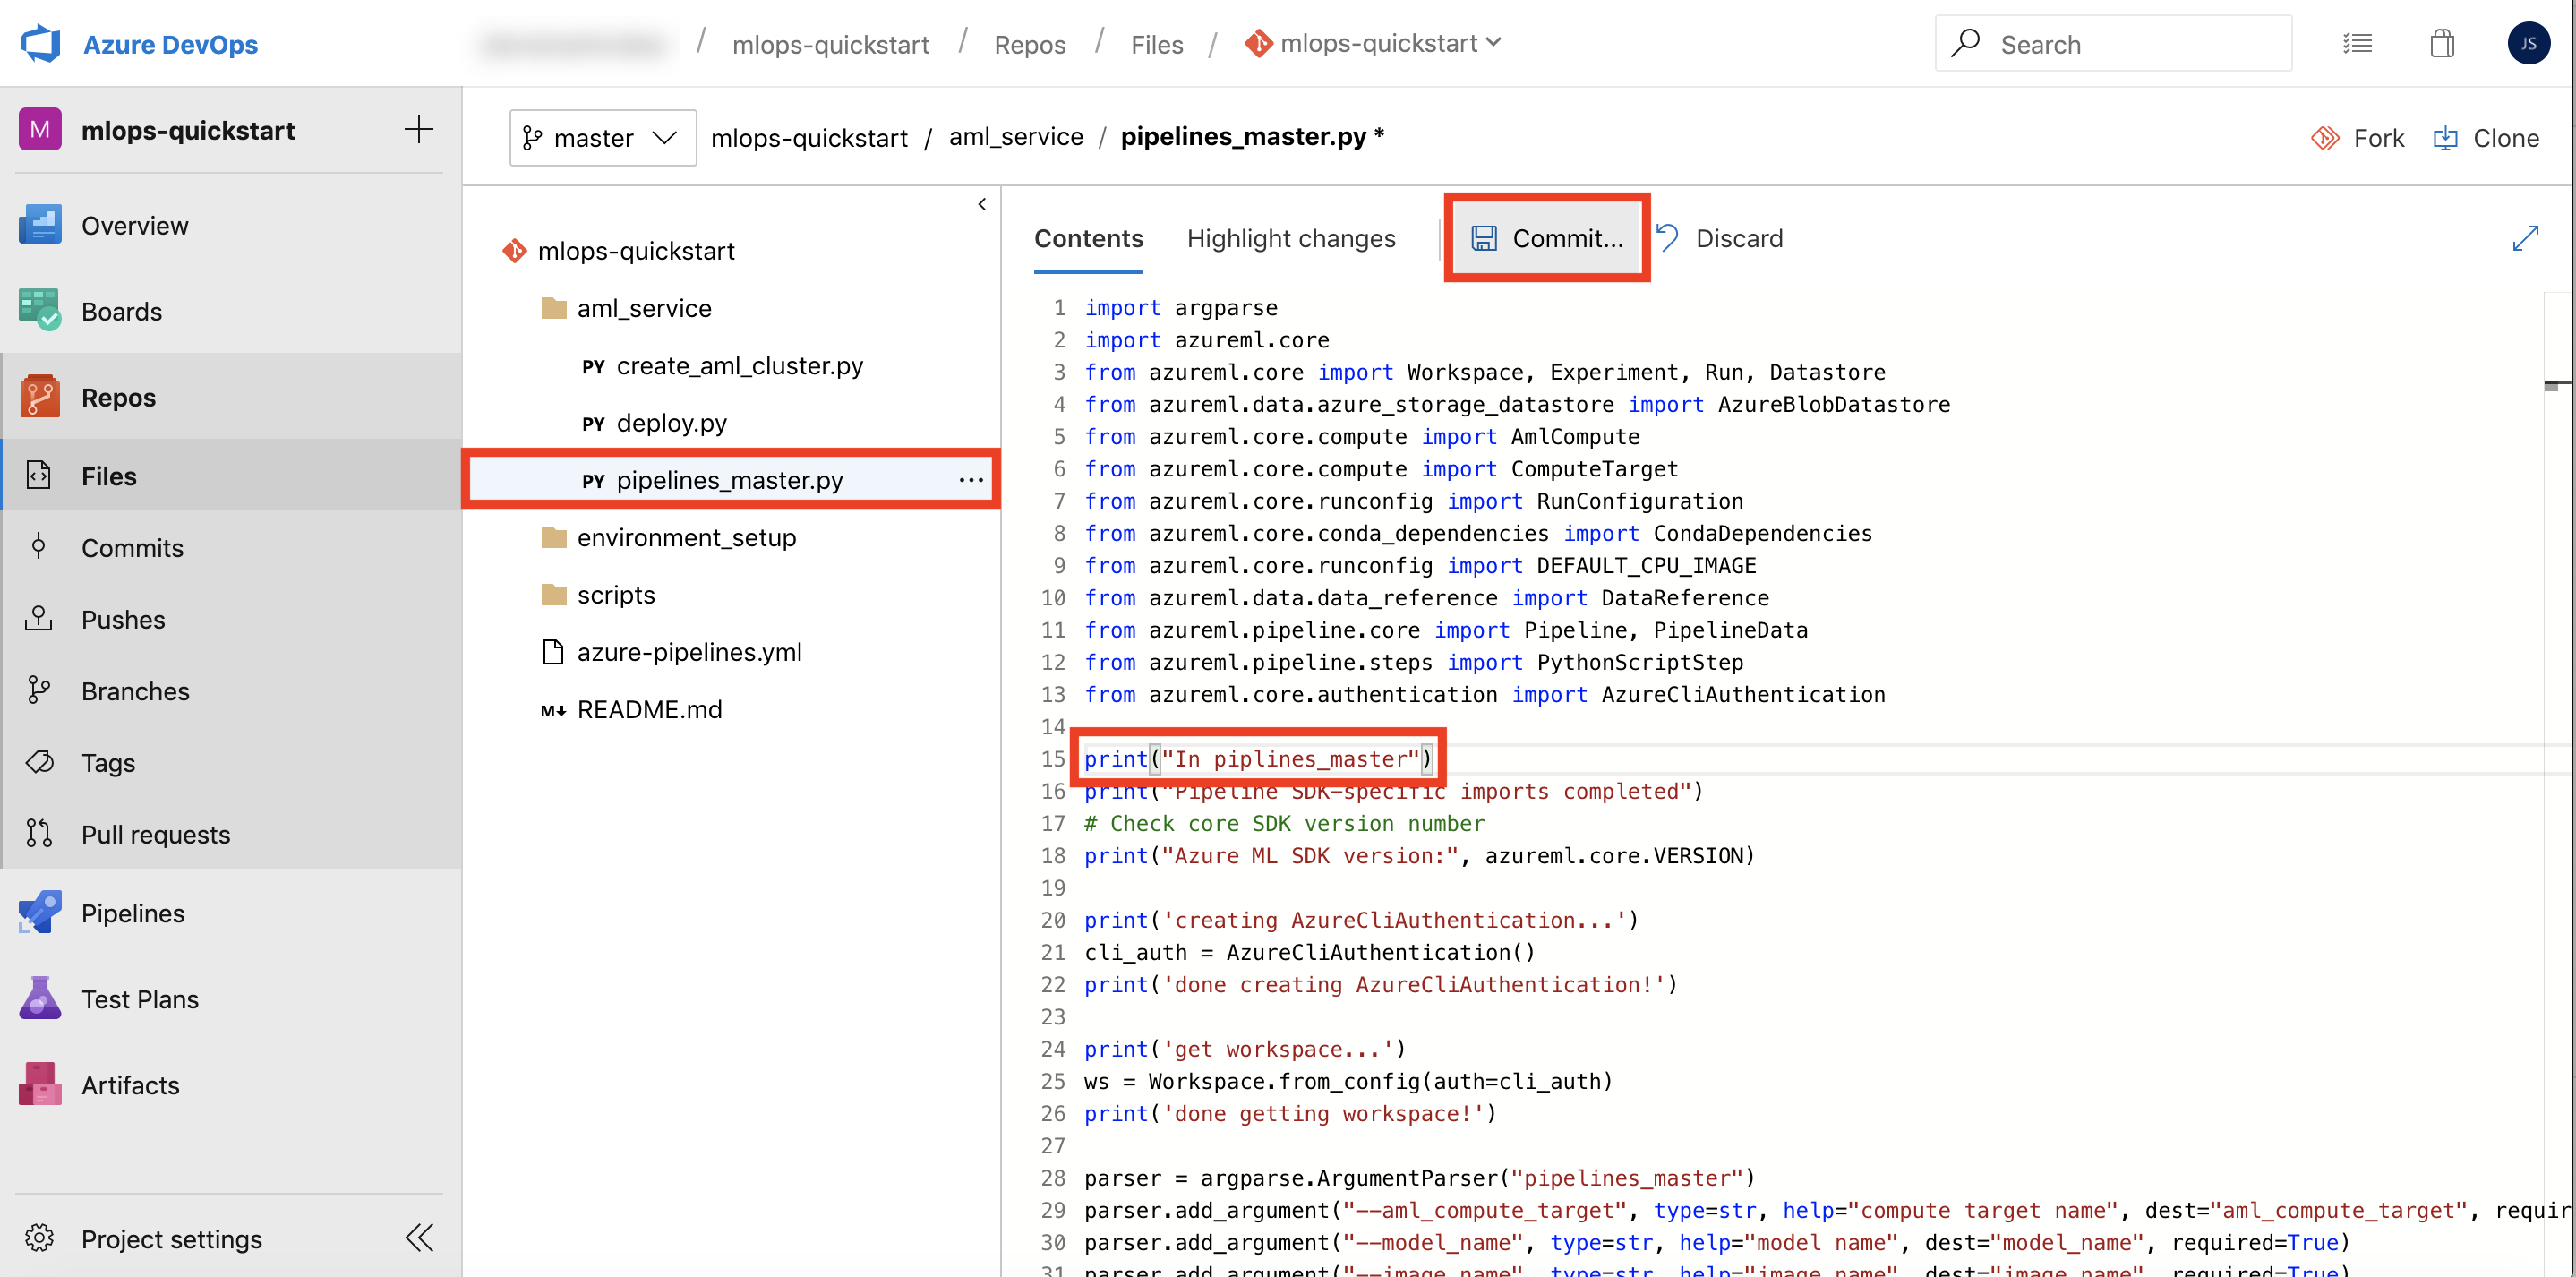 Azure DevOps
/ mlops-quickstart / Repos / Files / mlops-quickstart
Search
JS
M mlops-quickstart
Overview
Boards
Repos
Files
Commits
Pushes
Branches
Tags
Pull requests
Pipelines
Test Plans
Artifacts
Project settings
master
mlops-quickstart / aml_service / pipelines_master.py *
Fork
Clone
mlops-quickstart
aml_service
PY create_aml_cluster.py
PY deploy.py
PY pipelines_master.py ...
environment_setup
scripts
azure-pipelines.yml
M↓ README.md
Contents Highlight changes Commit... Discard
1 import argparse
2 import azureml.core
3 from azureml.core import Workspace, Experiment, Run, Datastore
4 from azureml.data.azure_storage_datastore import AzureBlobDatastore
5 from azureml.core.compute import AmlCompute
6 from azureml.core.compute import ComputeTarget
7 from azureml.core.runconfig import RunConfiguration
8 from azureml.core.conda_dependencies import CondaDependencies
9 from azureml.core.runconfig import DEFAULT_CPU_IMAGE
10 from azureml.data.data_reference import DataReference
11 from azureml.pipeline.core import Pipeline, PipelineData
12 from azureml.pipeline.steps import PythonScriptStep
13 from azureml.core.authentication import AzureCliAuthentication
14
15 print("In piplines_master")
16 print("Pipeline SDK-specific imports completed")
17 # Check core SDK version number
18 print("Azure ML SDK version:", azureml.core.VERSION)
19
20 print('creating AzureCliAuthentication...')
21 cli_auth = AzureCliAuthentication()
22 print('done creating AzureCliAuthentication!')
23
24 print('get workspace...')
25 ws = Workspace.from_config(auth=cli_auth)
26 print('done getting workspace!')
27
28 parser = argparse.ArgumentParser("pipelines_master")
29 parser.add_argument("--aml_compute_target", type=str, help="compute target name", dest="aml_compute_target", requir
30 parser.add_argument("--model_name", type=str, help="model name", dest="model_name", required=True)
31 parser.add_argument("--image_name", type=str, help="image name", dest="image_name", required=True)